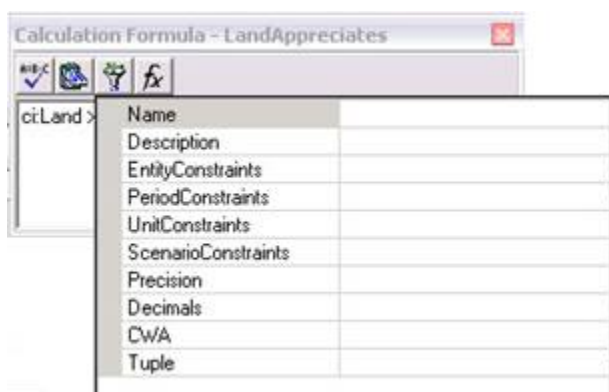 Calculation Formula - LandAppreciates
A+B=C
fx
ci:Land >
Name
Description
EntityConstraints
PeriodConstraints
UnitConstraints
ScenarioConstraints
Precision
Decimals
CWA
Tuple